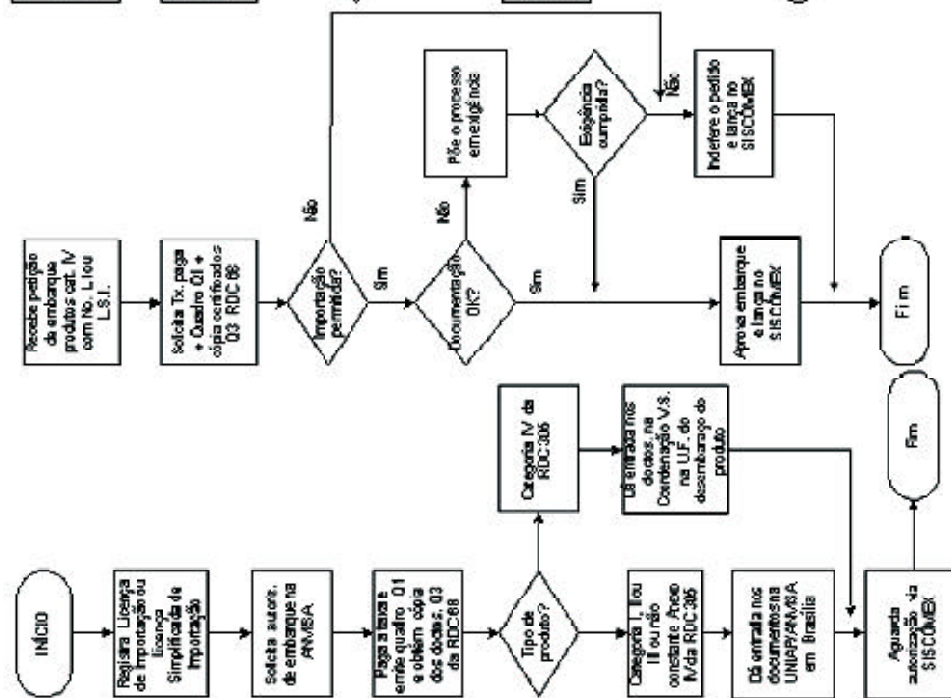 INÍCIO
Registra Licença
de Importação ou
licença
Simplificada de
Importação
Solicita autoriz.
de embarque na
ANVISA
Paga a taxa e
emite quadro Q1
e obtém cópia
dos doctos. Q3
da RDC 68
Tipo de
produto?
Categoria I, II ou
III ou não
constante Anexo
IV da RDC 305
Dá entrada nos
documentos na
UNIAP/ANVISA
em Brasília
Aguarda
autorização via
SISCOMEX
Categoria IV da
RDC 305
Dá entrada nos
doctos. na
Coordenação V.S.
na U.F. do
desembaraço do
produto
Fim
Recebe petição
de embarque
produtos cat. IV
com No. L.I ou
L.S.I.
Solicita Tx. paga
+ Quadro Q1 +
cópia certificados
Q3 RDC 68
Importação
permitida?
Não
Sim
Documentação
OK?
Não
Sim
Põe o processo
em exigência
Exigência
cumprida?
Sim
Não
Indefere o pedido
e lança no
SISCOMEX
Aprova embarque
e lança no
SISCOMEX
Fim